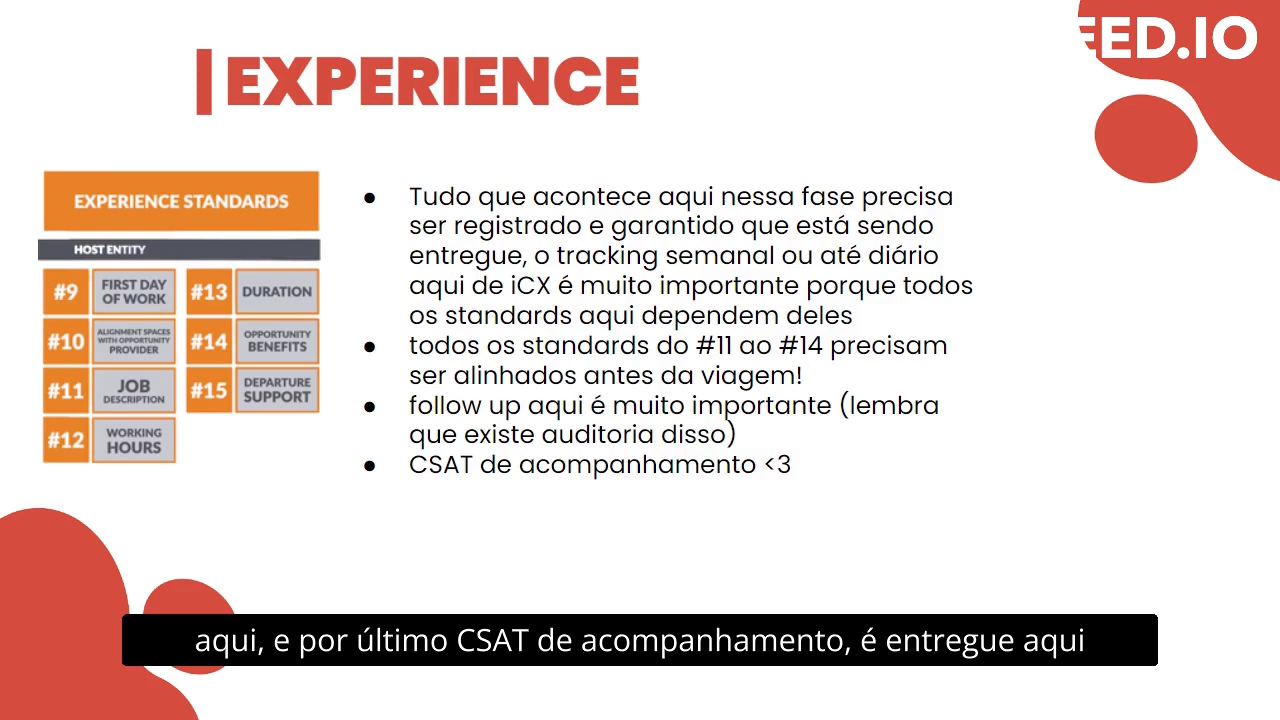 EED.IO
EXPERIENCE
EXPERIENCE STANDARDS
HOST ENTITY
#9 FIRST DAY OF WORK
#10 ALIGNMENT SPACES WITH OPPORTUNITY PROVIDER
#11 JOB DESCRIPTION
#12 WORKING HOURS
#13 DURATION
#14 OPPORTUNITY BENEFITS
#15 DEPARTURE SUPPORT
● Tudo que acontece aqui nessa fase precisa
ser registrado e garantido que está sendo
entregue, o tracking semanal ou até diário
aqui de iCX é muito importante porque todos
os standards aqui dependem deles
● todos os standards do #11 ao #14 precisam
ser alinhados antes da viagem!
● follow up aqui é muito importante (lembra
que existe auditoria disso)
● CSAT de acompanhamento <3
aqui, e por último CSAT de acompanhamento, é entregue aqui